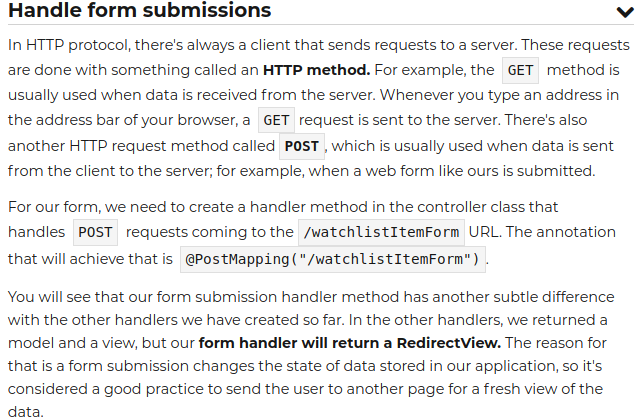 Handle form submissions
In HTTP protocol, there's always a client that sends requests to a server. These requests
are done with something called an HTTP method. For example, the GET method is
usually used when data is received from the server. Whenever you type an address in
the address bar of your browser, a GET request is sent to the server. There's also
another HTTP request method called POST, which is usually used when data is sent
from the client to the server; for example, when a web form like ours is submitted.
For our form, we need to create a handler method in the controller class that
handles POST requests coming to the /watchlistItemForm URL. The annotation
that will achieve that is @PostMapping("/watchlistItemForm").
You will see that our form submission handler method has another subtle difference
with the other handlers we have created so far. In the other handlers, we returned a
model and a view, but our form handler will return a RedirectView. The reason for
that is a form submission changes the state of data stored in our application, so it's
considered a good practice to send the user to another page for a fresh view of the
data.